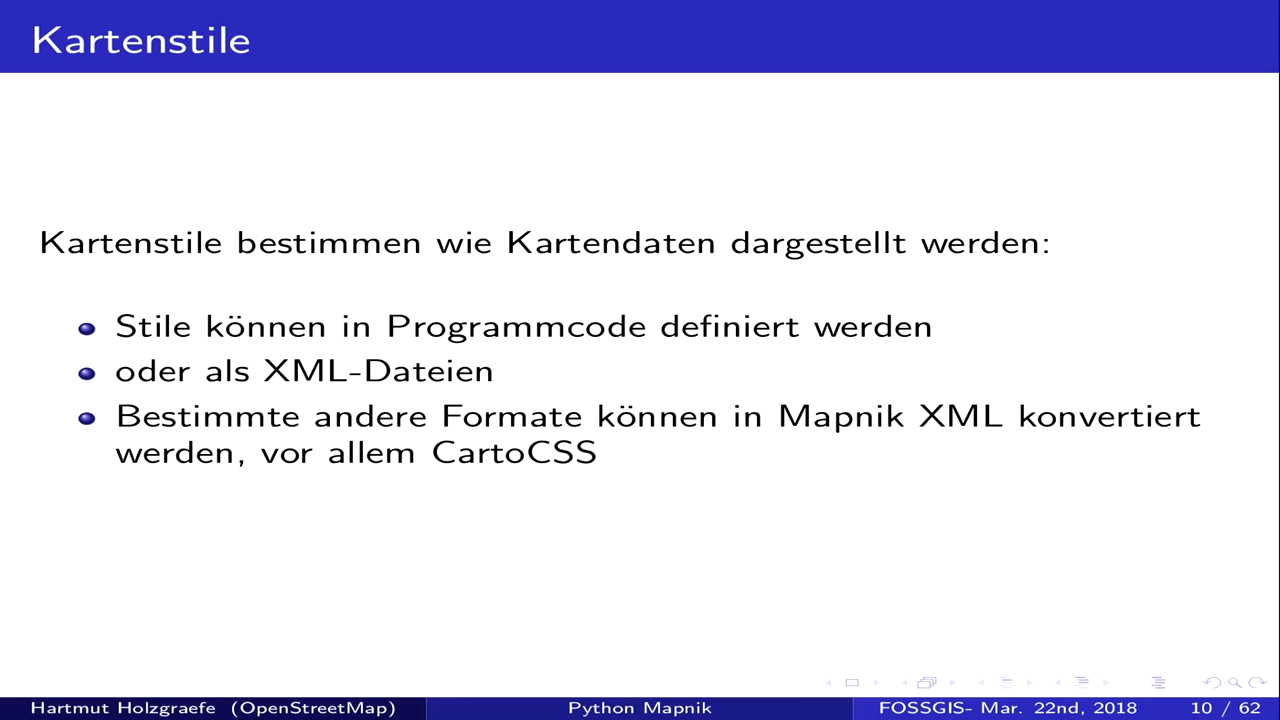 Kartenstile
Kartenstile bestimmen wie Kartendaten dargestellt werden:
Stile können in Programmcode definiert werden
oder als XML-Dateien
Bestimmte andere Formate können in Mapnik XML konvertiert
werden, vor allem CartoCSS
Hartmut Holzgraefe (OpenStreetMap) Python Mapnik FOSSGIS- Mar. 22nd, 2018 10 / 62